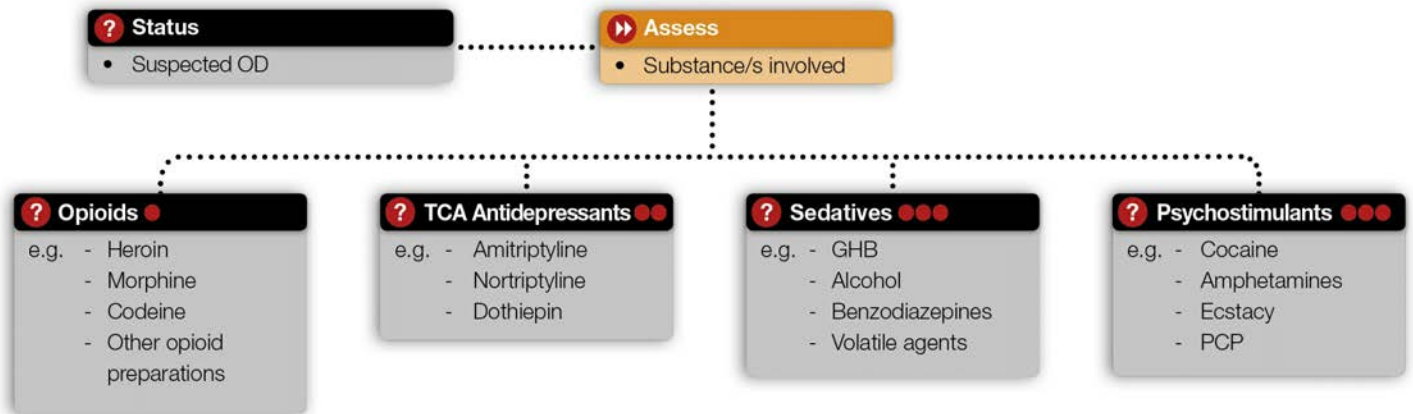 ? Status
• Suspected OD
Assess
• Substance/s involved
? Opioids
e.g. - Heroin
- Morphine
- Codeine
- Other opioid
preparations
? TCA Antidepressants
e.g. - Amitriptyline
- Nortriptyline
- Dothiepin
? Sedatives
e.g. - GHB
- Alcohol
- Benzodiazepines
- Volatile agents
? Psychostimulants
e.g. - Cocaine
- Amphetamines
- Ecstacy
- PCP